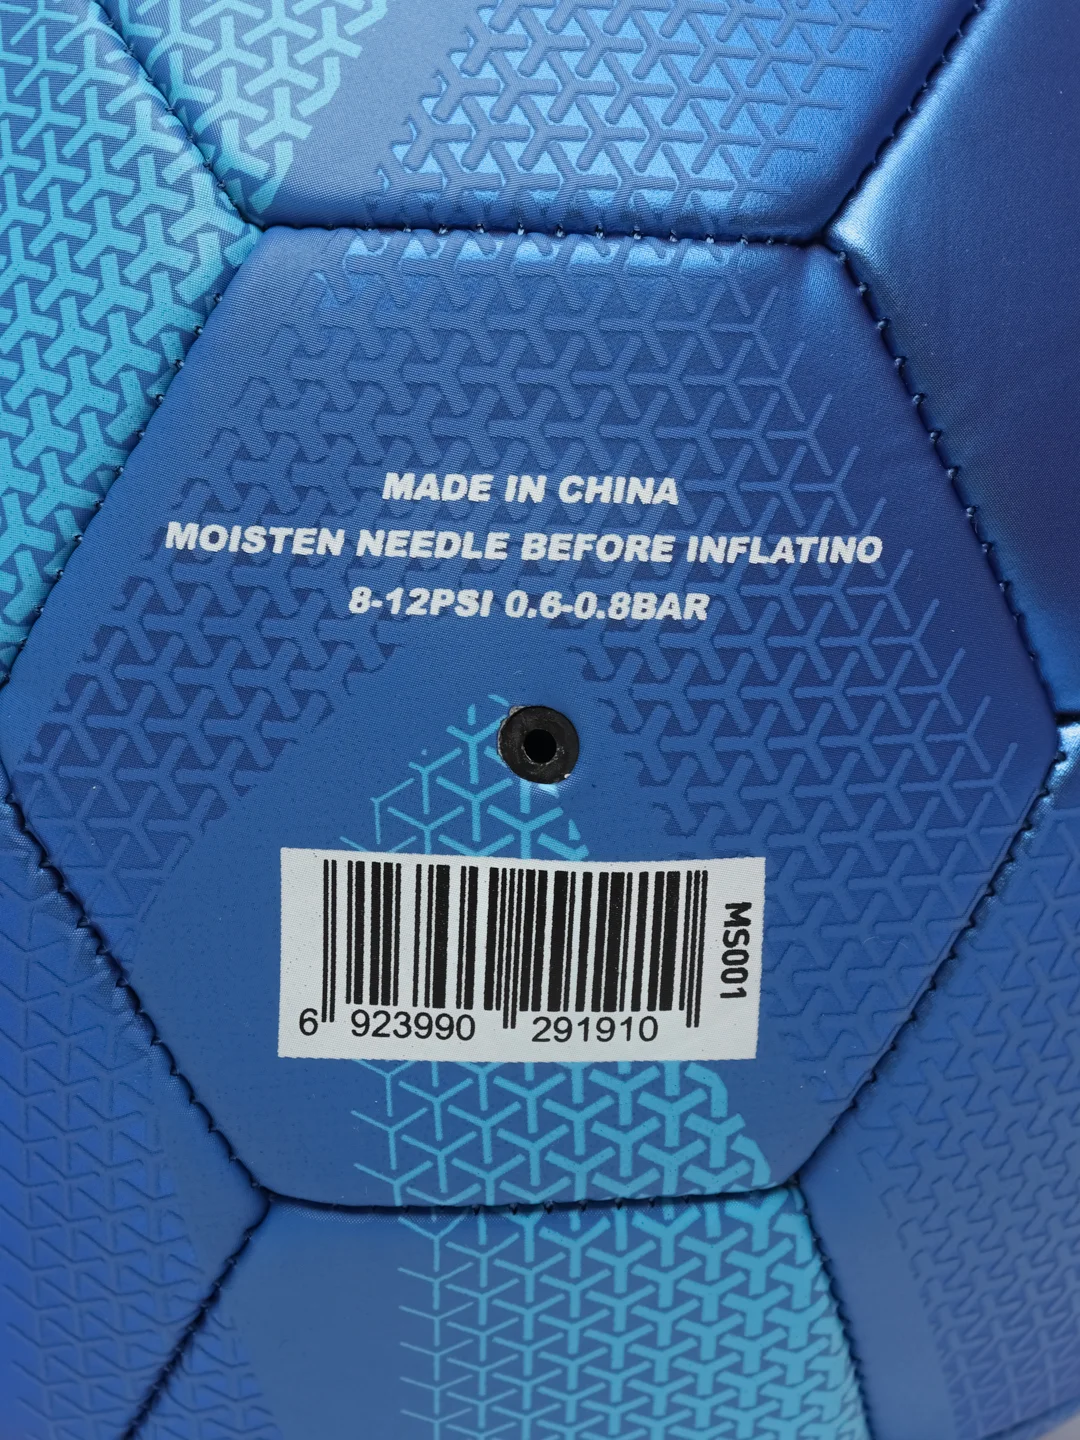 MADE IN CHINA
MOISTEN NEEDLE BEFORE INFLATINO
8-12PSI 0.6-0.8BAR
MS001
6 923990 291910